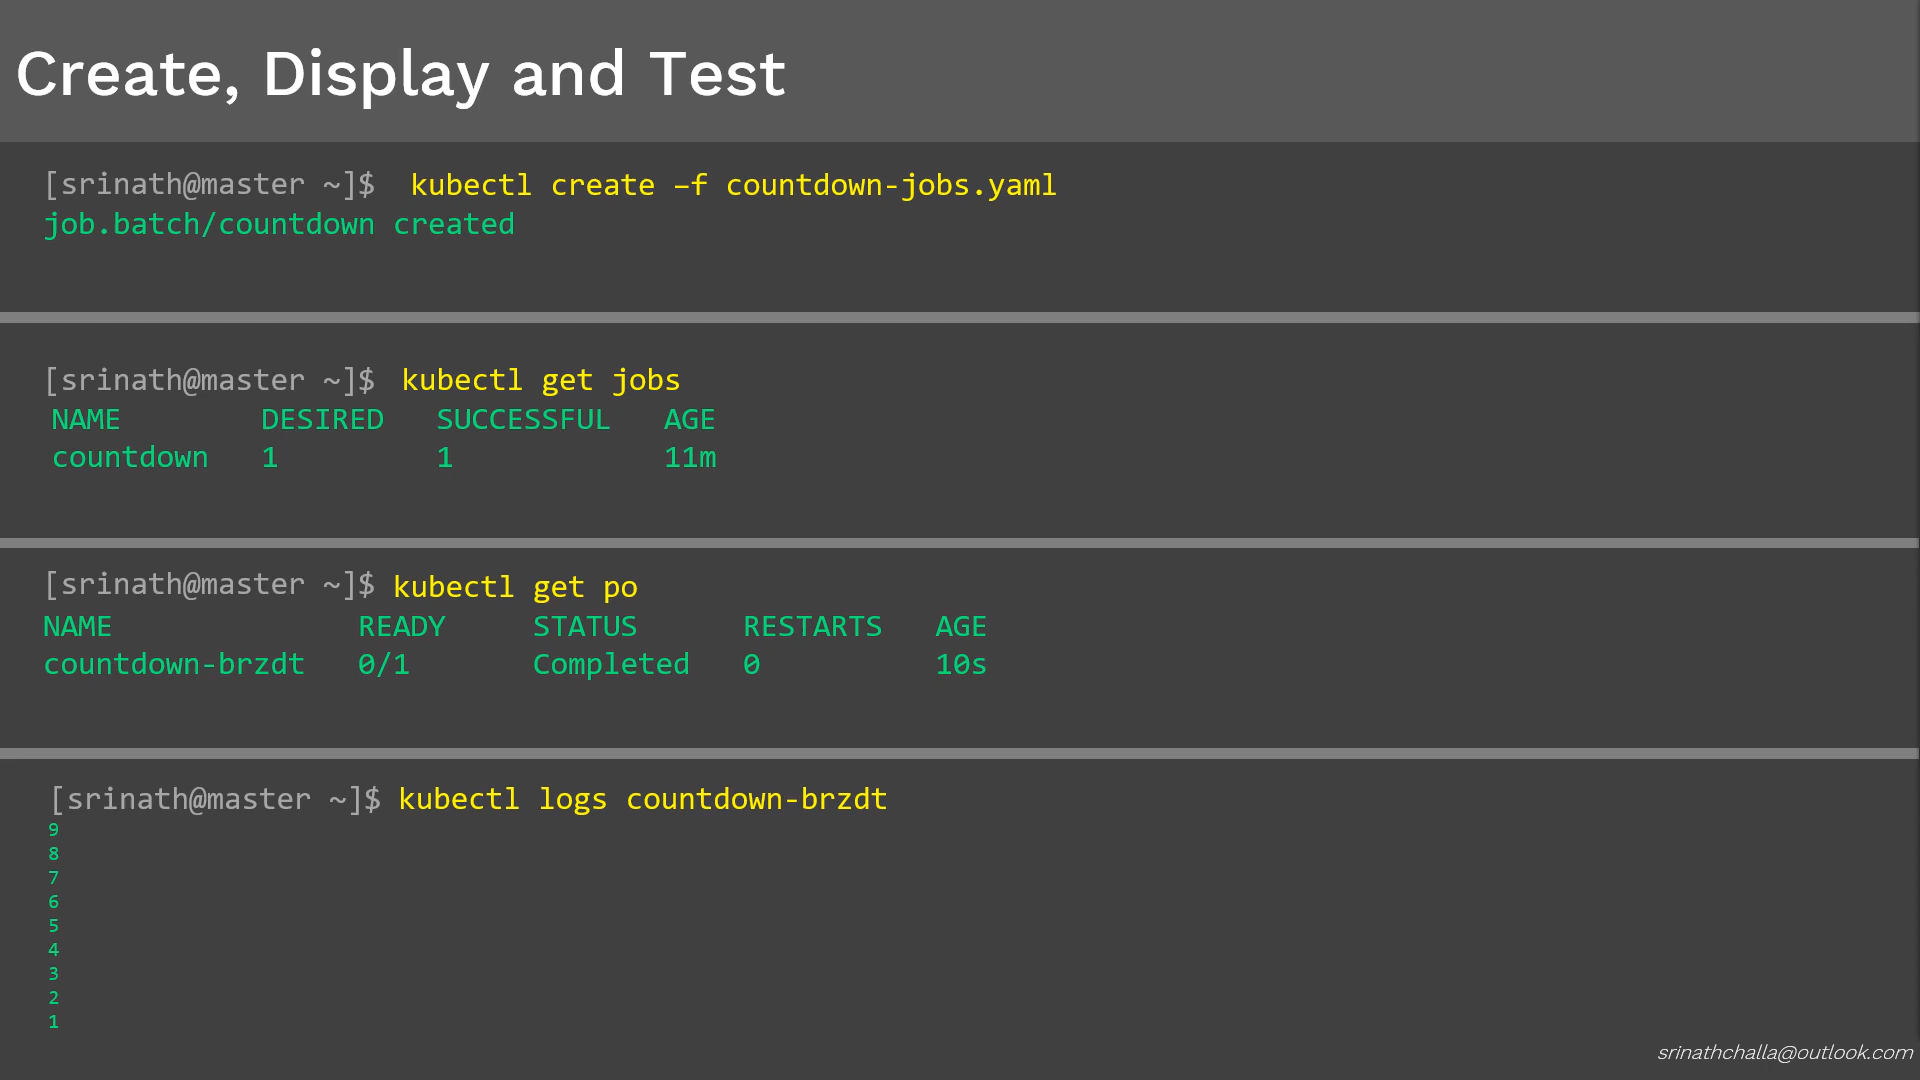 Create, Display and Test
[srinath@master ~]$ kubectl create –f countdown-jobs.yaml
job.batch/countdown created
[srinath@master ~]$ kubectl get jobs
NAME DESIRED SUCCESSFUL AGE
countdown 1 1 11m
[srinath@master ~]$ kubectl get po
NAME READY STATUS RESTARTS AGE
countdown-brzdt 0/1 Completed 0 10s
[srinath@master ~]$ kubectl logs countdown-brzdt
9
8
7
6
5
4
3
2
1
srinathchalla@outlook.com